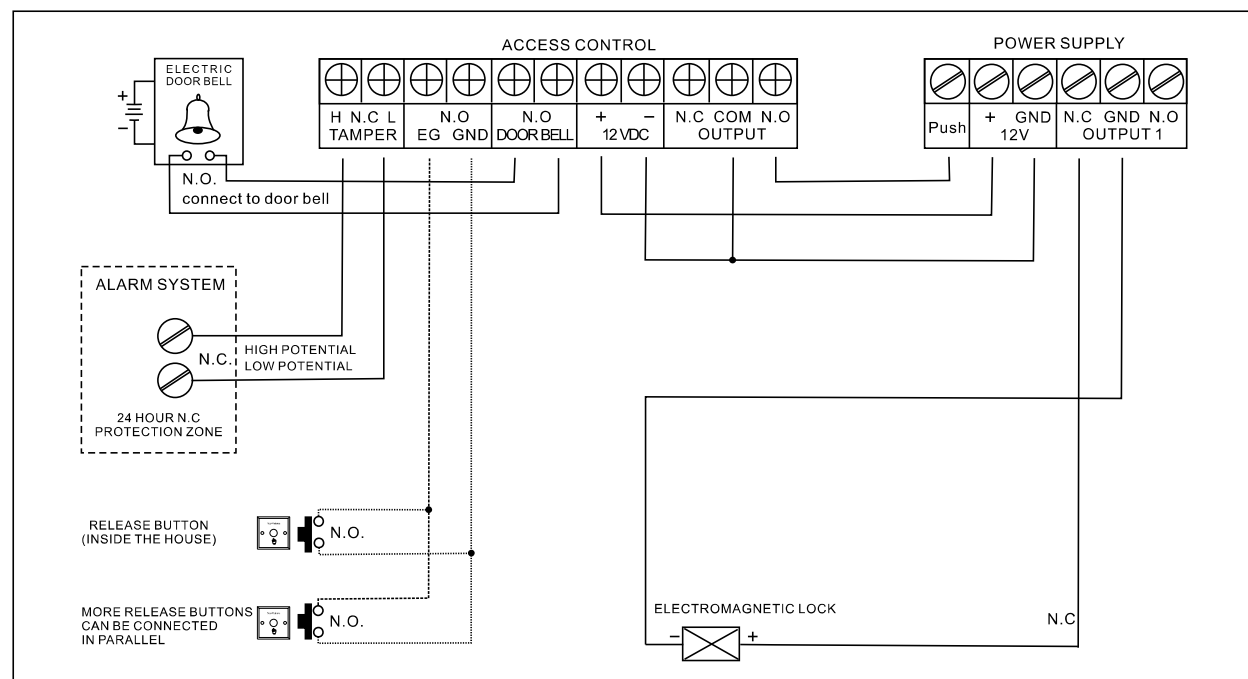 ACCESS CONTROL
POWER SUPPLY
ELECTRIC
DOOR BELL
+
−
H N.C L
TAMPER
N.O
EG GND
N.O
DOOR BELL
+ −
12 VDC
N.C COM N.O
OUTPUT
Push
+ GND
12V
N.C GND N.O
OUTPUT 1
N.O.
connect to door bell
ALARM SYSTEM
N.C.
HIGH POTENTIAL
LOW POTENTIAL
24 HOUR N.C
PROTECTION ZONE
RELEASE BUTTON
(INSIDE THE HOUSE)
N.O.
MORE RELEASE BUTTONS
CAN BE CONNECTED
IN PARALLEL
N.O.
ELECTROMAGNETIC LOCK
− +
N.C